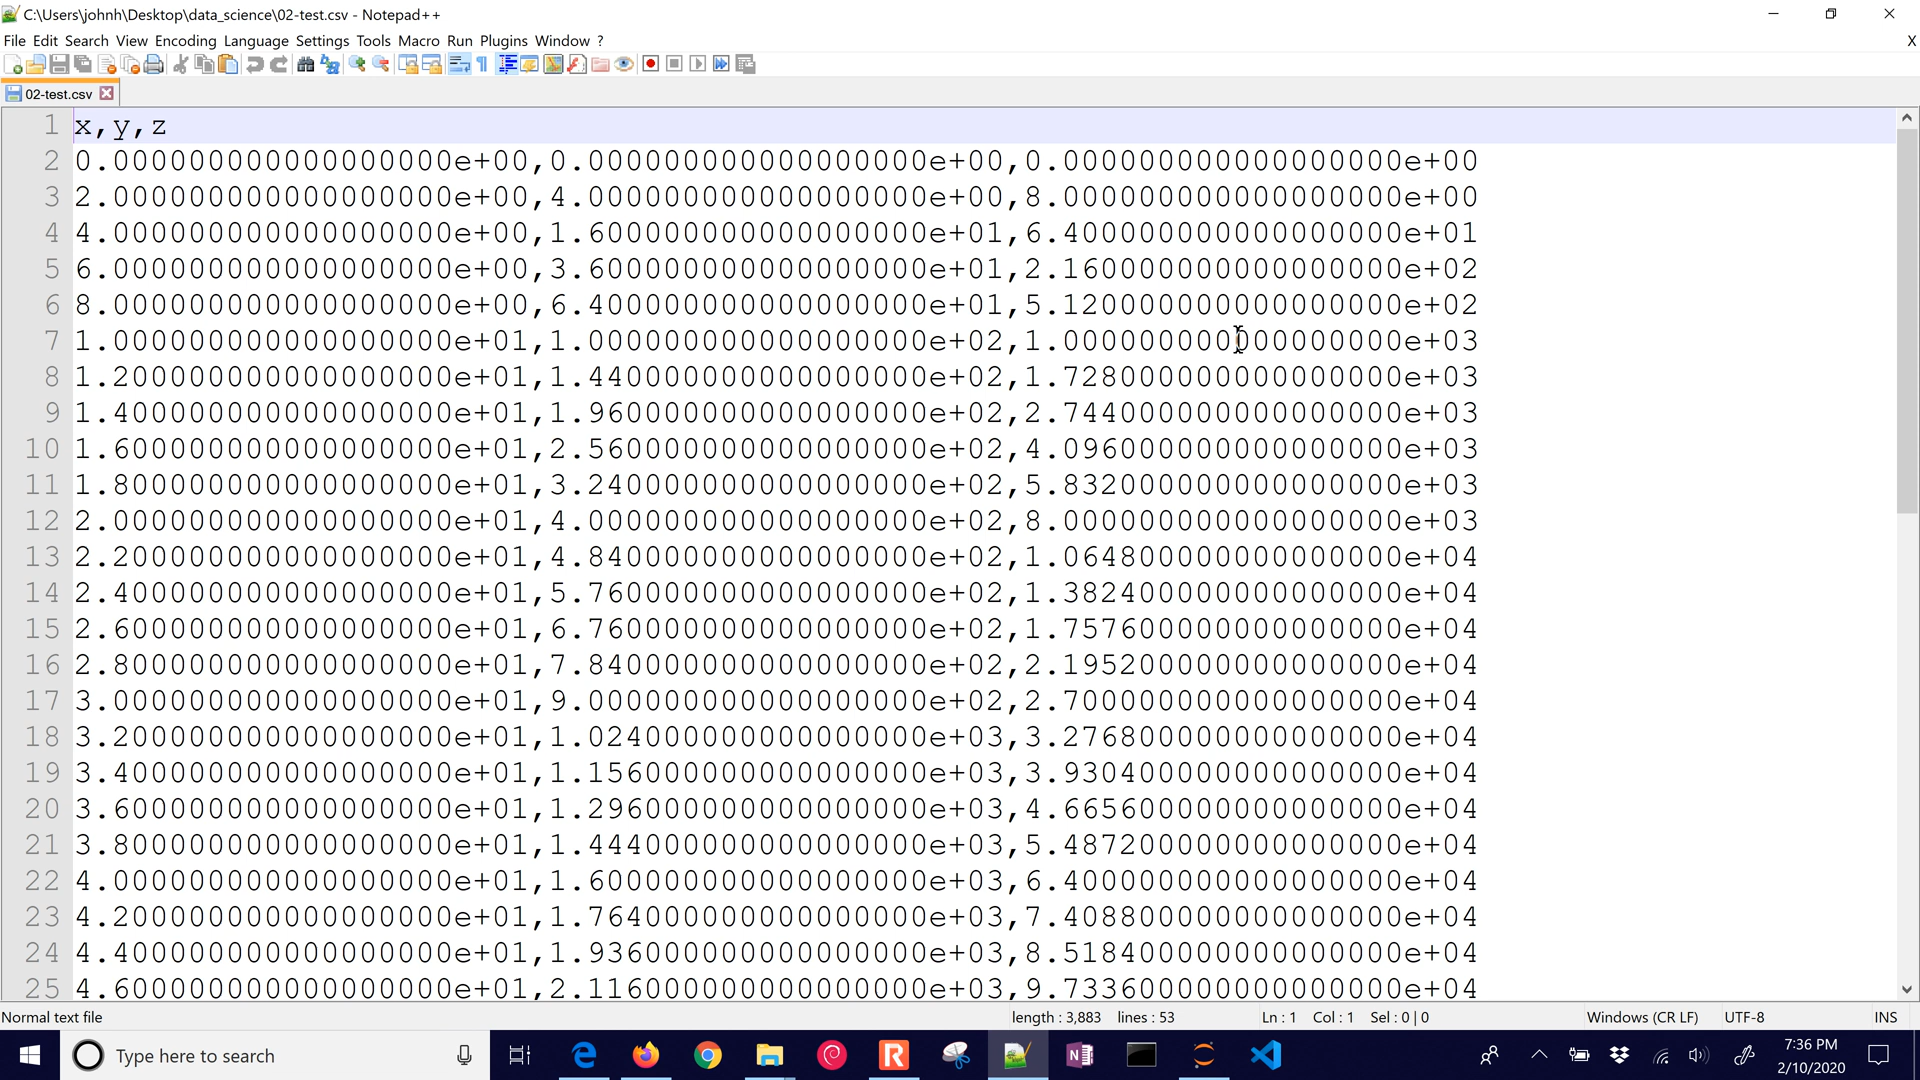 C:\Users\johnh\Desktop\data_science\02-test.csv - Notepad++
File Edit Search View Encoding Language Settings Tools Macro Run Plugins Window ? X
02-test.csv
1 x,y,z
2 0.000000000000000000e+00,0.000000000000000000e+00,0.000000000000000000e+00
3 2.000000000000000000e+00,4.000000000000000000e+00,8.000000000000000000e+00
4 4.000000000000000000e+00,1.600000000000000000e+01,6.400000000000000000e+01
5 6.000000000000000000e+00,3.600000000000000000e+01,2.160000000000000000e+02
6 8.000000000000000000e+00,6.400000000000000000e+01,5.120000000000000000e+02
7 1.000000000000000000e+01,1.000000000000000000e+02,1.000000000000000000e+03
8 1.200000000000000000e+01,1.440000000000000000e+02,1.728000000000000000e+03
9 1.400000000000000000e+01,1.960000000000000000e+02,2.744000000000000000e+03
10 1.600000000000000000e+01,2.560000000000000000e+02,4.096000000000000000e+03
11 1.800000000000000000e+01,3.240000000000000000e+02,5.832000000000000000e+03
12 2.000000000000000000e+01,4.000000000000000000e+02,8.000000000000000000e+03
13 2.200000000000000000e+01,4.840000000000000000e+02,1.064800000000000000e+04
14 2.400000000000000000e+01,5.760000000000000000e+02,1.382400000000000000e+04
15 2.600000000000000000e+01,6.760000000000000000e+02,1.757600000000000000e+04
16 2.800000000000000000e+01,7.840000000000000000e+02,2.195200000000000000e+04
17 3.000000000000000000e+01,9.000000000000000000e+02,2.700000000000000000e+04
18 3.200000000000000000e+01,1.024000000000000000e+03,3.276800000000000000e+04
19 3.400000000000000000e+01,1.156000000000000000e+03,3.930400000000000000e+04
20 3.600000000000000000e+01,1.296000000000000000e+03,4.665600000000000000e+04
21 3.800000000000000000e+01,1.444000000000000000e+03,5.487200000000000000e+04
22 4.000000000000000000e+01,1.600000000000000000e+03,6.400000000000000000e+04
23 4.200000000000000000e+01,1.764000000000000000e+03,7.408800000000000000e+04
24 4.400000000000000000e+01,1.936000000000000000e+03,8.518400000000000000e+04
25 4.600000000000000000e+01,2.116000000000000000e+03,9.733600000000000000e+04
Normal text file length : 3,883 lines : 53 Ln : 1 Col : 1 Sel : 0 | 0 Windows (CR LF) UTF-8 INS
Type here to search
7:36 PM
2/10/2020